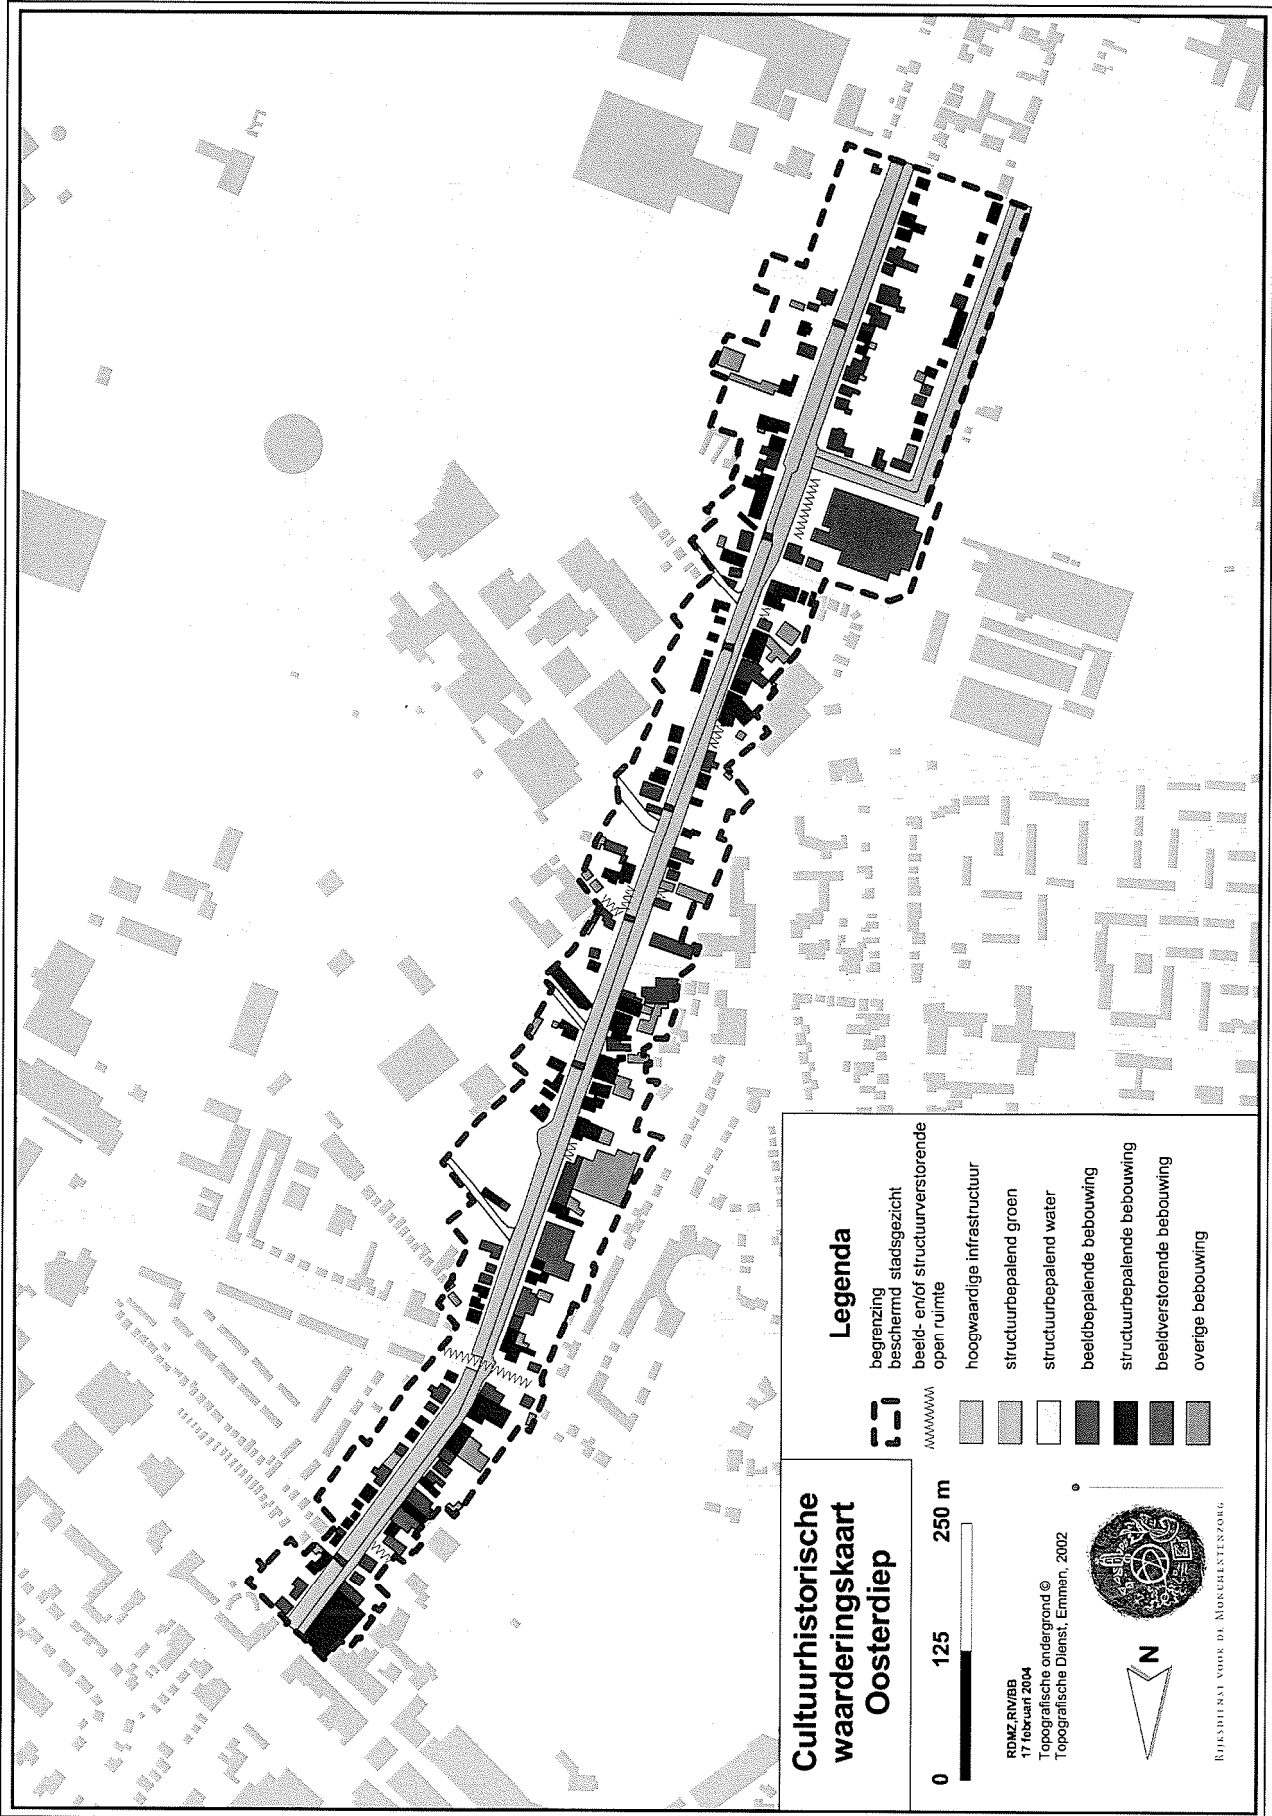 Cultuurhistorische
waarderingskaart
Oosterdiep
Legenda
begrenzing
beschermd stadsgezicht
beeld- en/of structuurverstorende
open ruimte
hoogwaardige infrastructuur
structuurbepalend groen
structuurbepalend water
beeldbepalende bebouwing
structuurbepalende bebouwing
beeldverstorende bebouwing
overige bebouwing
0 125 250 m
RDMZ,RIV/BB
17 februari 2004
Topografische ondergrond ©
Topografische Dienst, Emmen, 2002
N
RIJKSDIENST VOOR DE MONUMENTENZORG